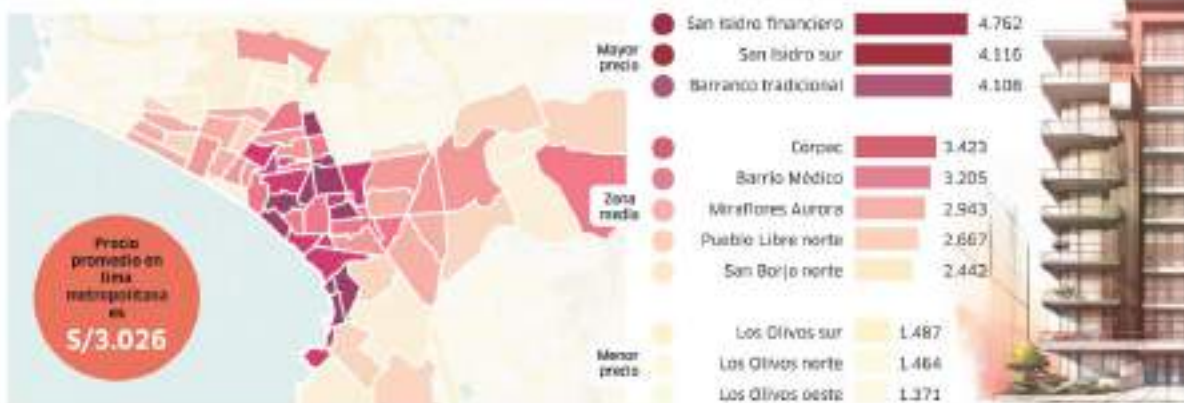 Mayor
precio
San Isidro financiero 4.762
San Isidro sur 4.116
Barranco tradicional 4.108
Zona
media
Corpac 3.423
Barrio Médico 3.205
Miraflores Aurora 2.943
Pueblo Libre norte 2.667
San Borjo norte 2.442
Menor
precio
Los Olivos sur 1.487
Los Olivos norte 1.464
Los Olivos oeste 1.371
Precio
promedio en
lima
metropolitana
es
S/3.026